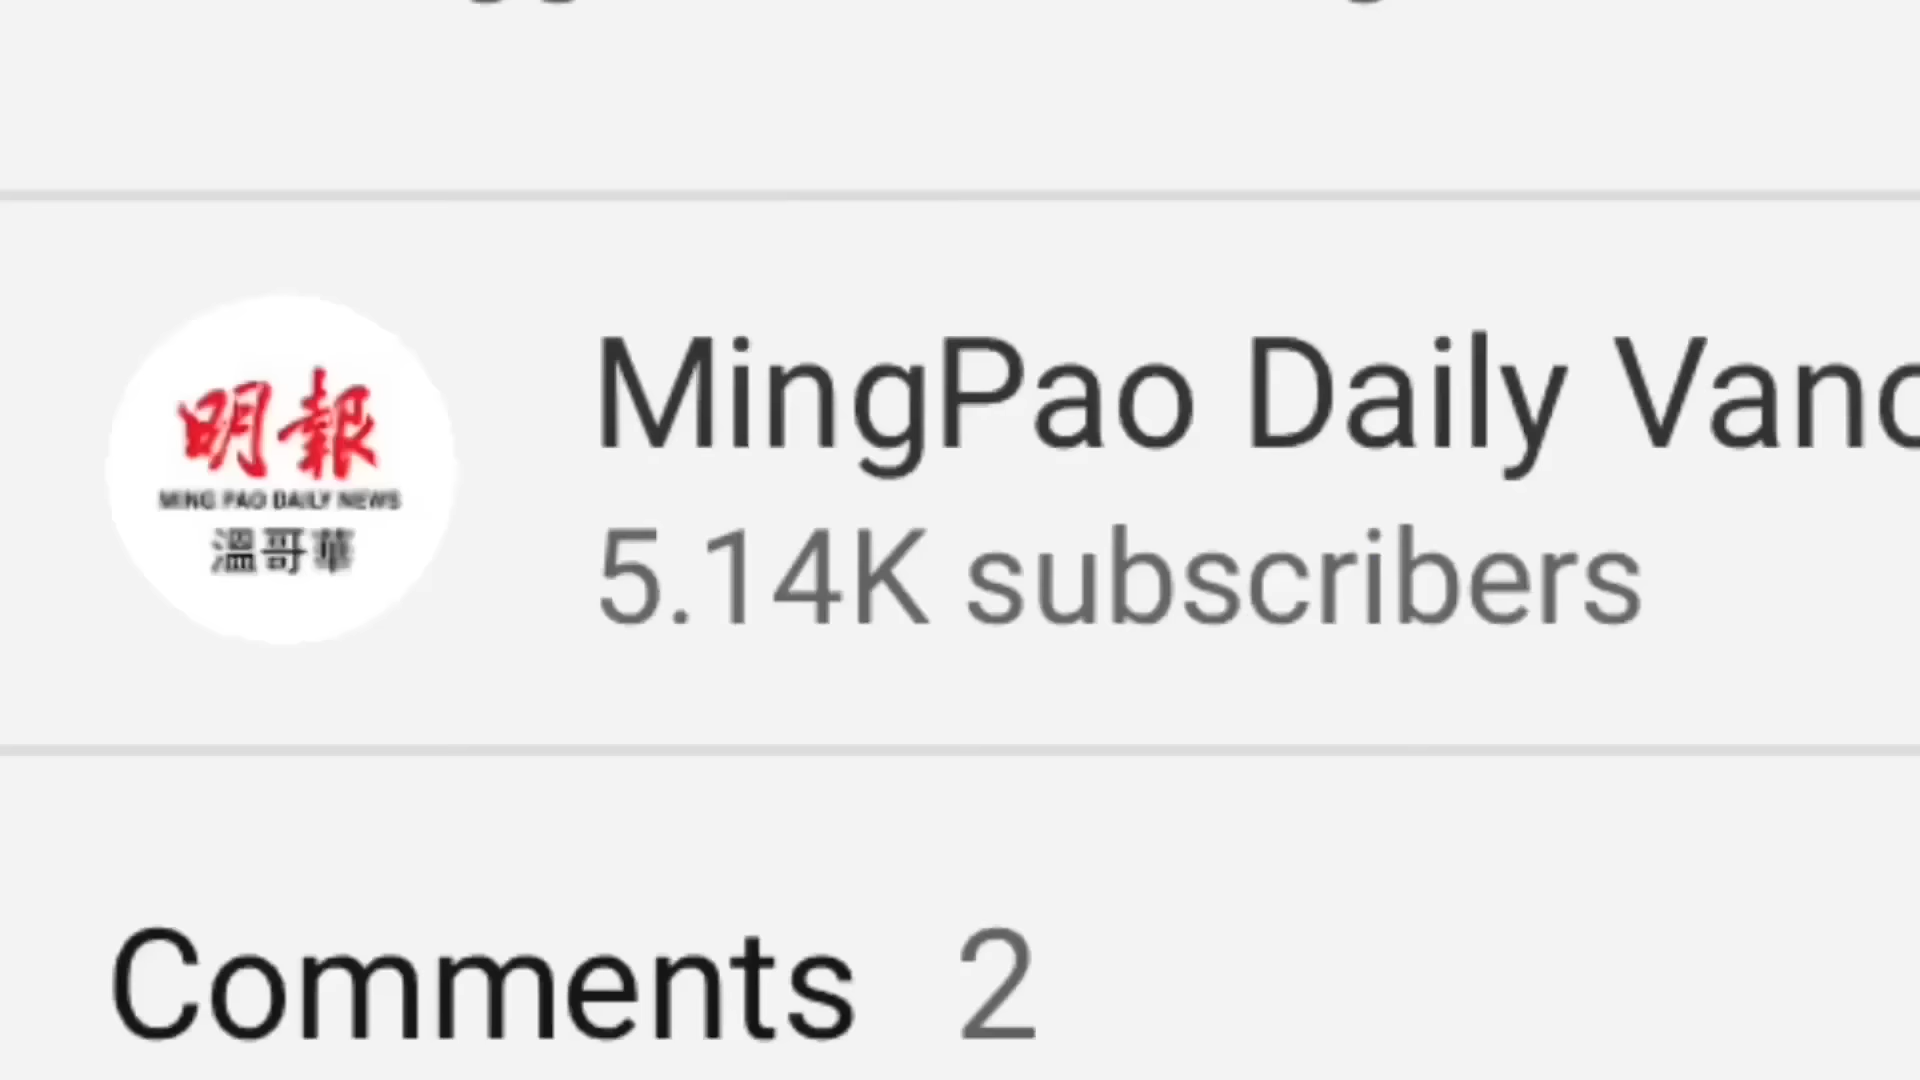 明報
MING PAO DAILY NEWS
溫哥華
MingPao Daily Vanc
5.14K subscribers
Comments 2